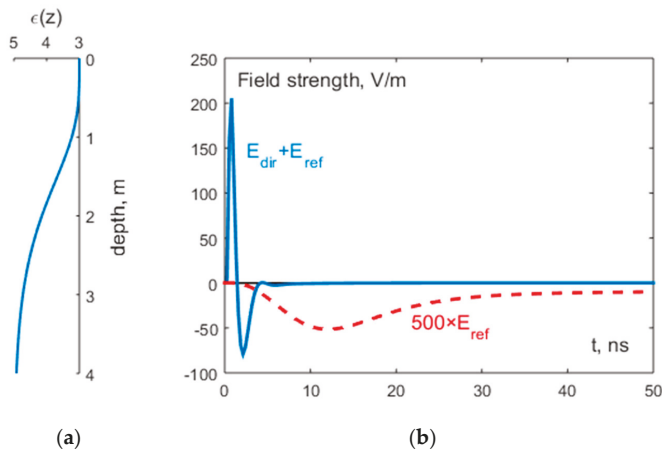 ϵ(z)
5 4 3
0
1
2
3
4
depth, m
(a)
250
200
150
100
50
0
-50
-100
Field strength, V/m
E_dir+E_ref
500×E_ref
t, ns
0 10 20 30 40 50
(b)